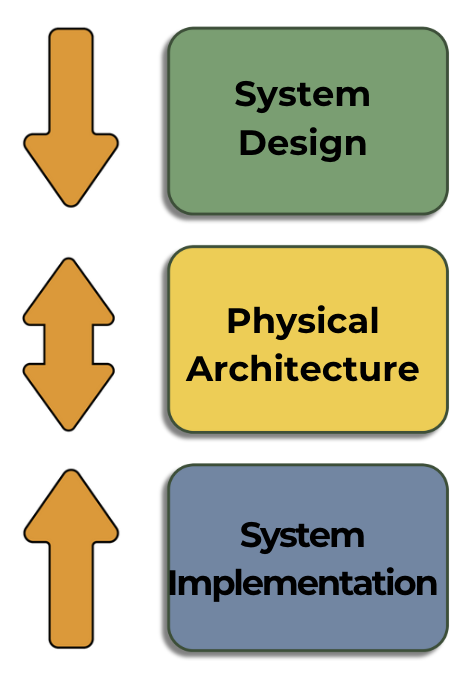 System
Design
Physical
Architecture
System
Implementation